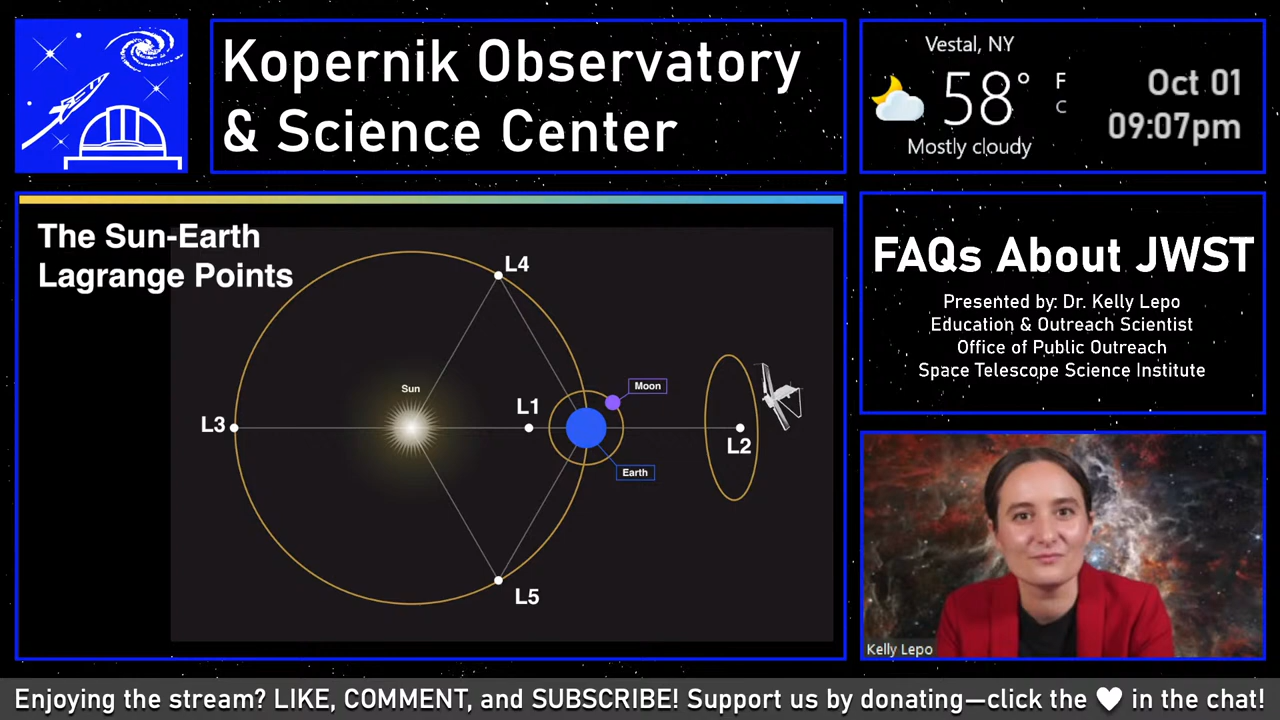 Kopernik Observatory
& Science Center
Vestal, NY
58°
F
C
Mostly cloudy
Oct 01
09:07pm
The Sun-Earth
Lagrange Points
L4
Sun
Moon
L1
L3
L2
Earth
L5
FAQs About JWST
Presented by: Dr. Kelly Lepo
Education & Outreach Scientist
Office of Public Outreach
Space Telescope Science Institute
Kelly Lepo
Enjoying the stream? LIKE, COMMENT, and SUBSCRIBE! Support us by donating—click the ♥ in the chat!